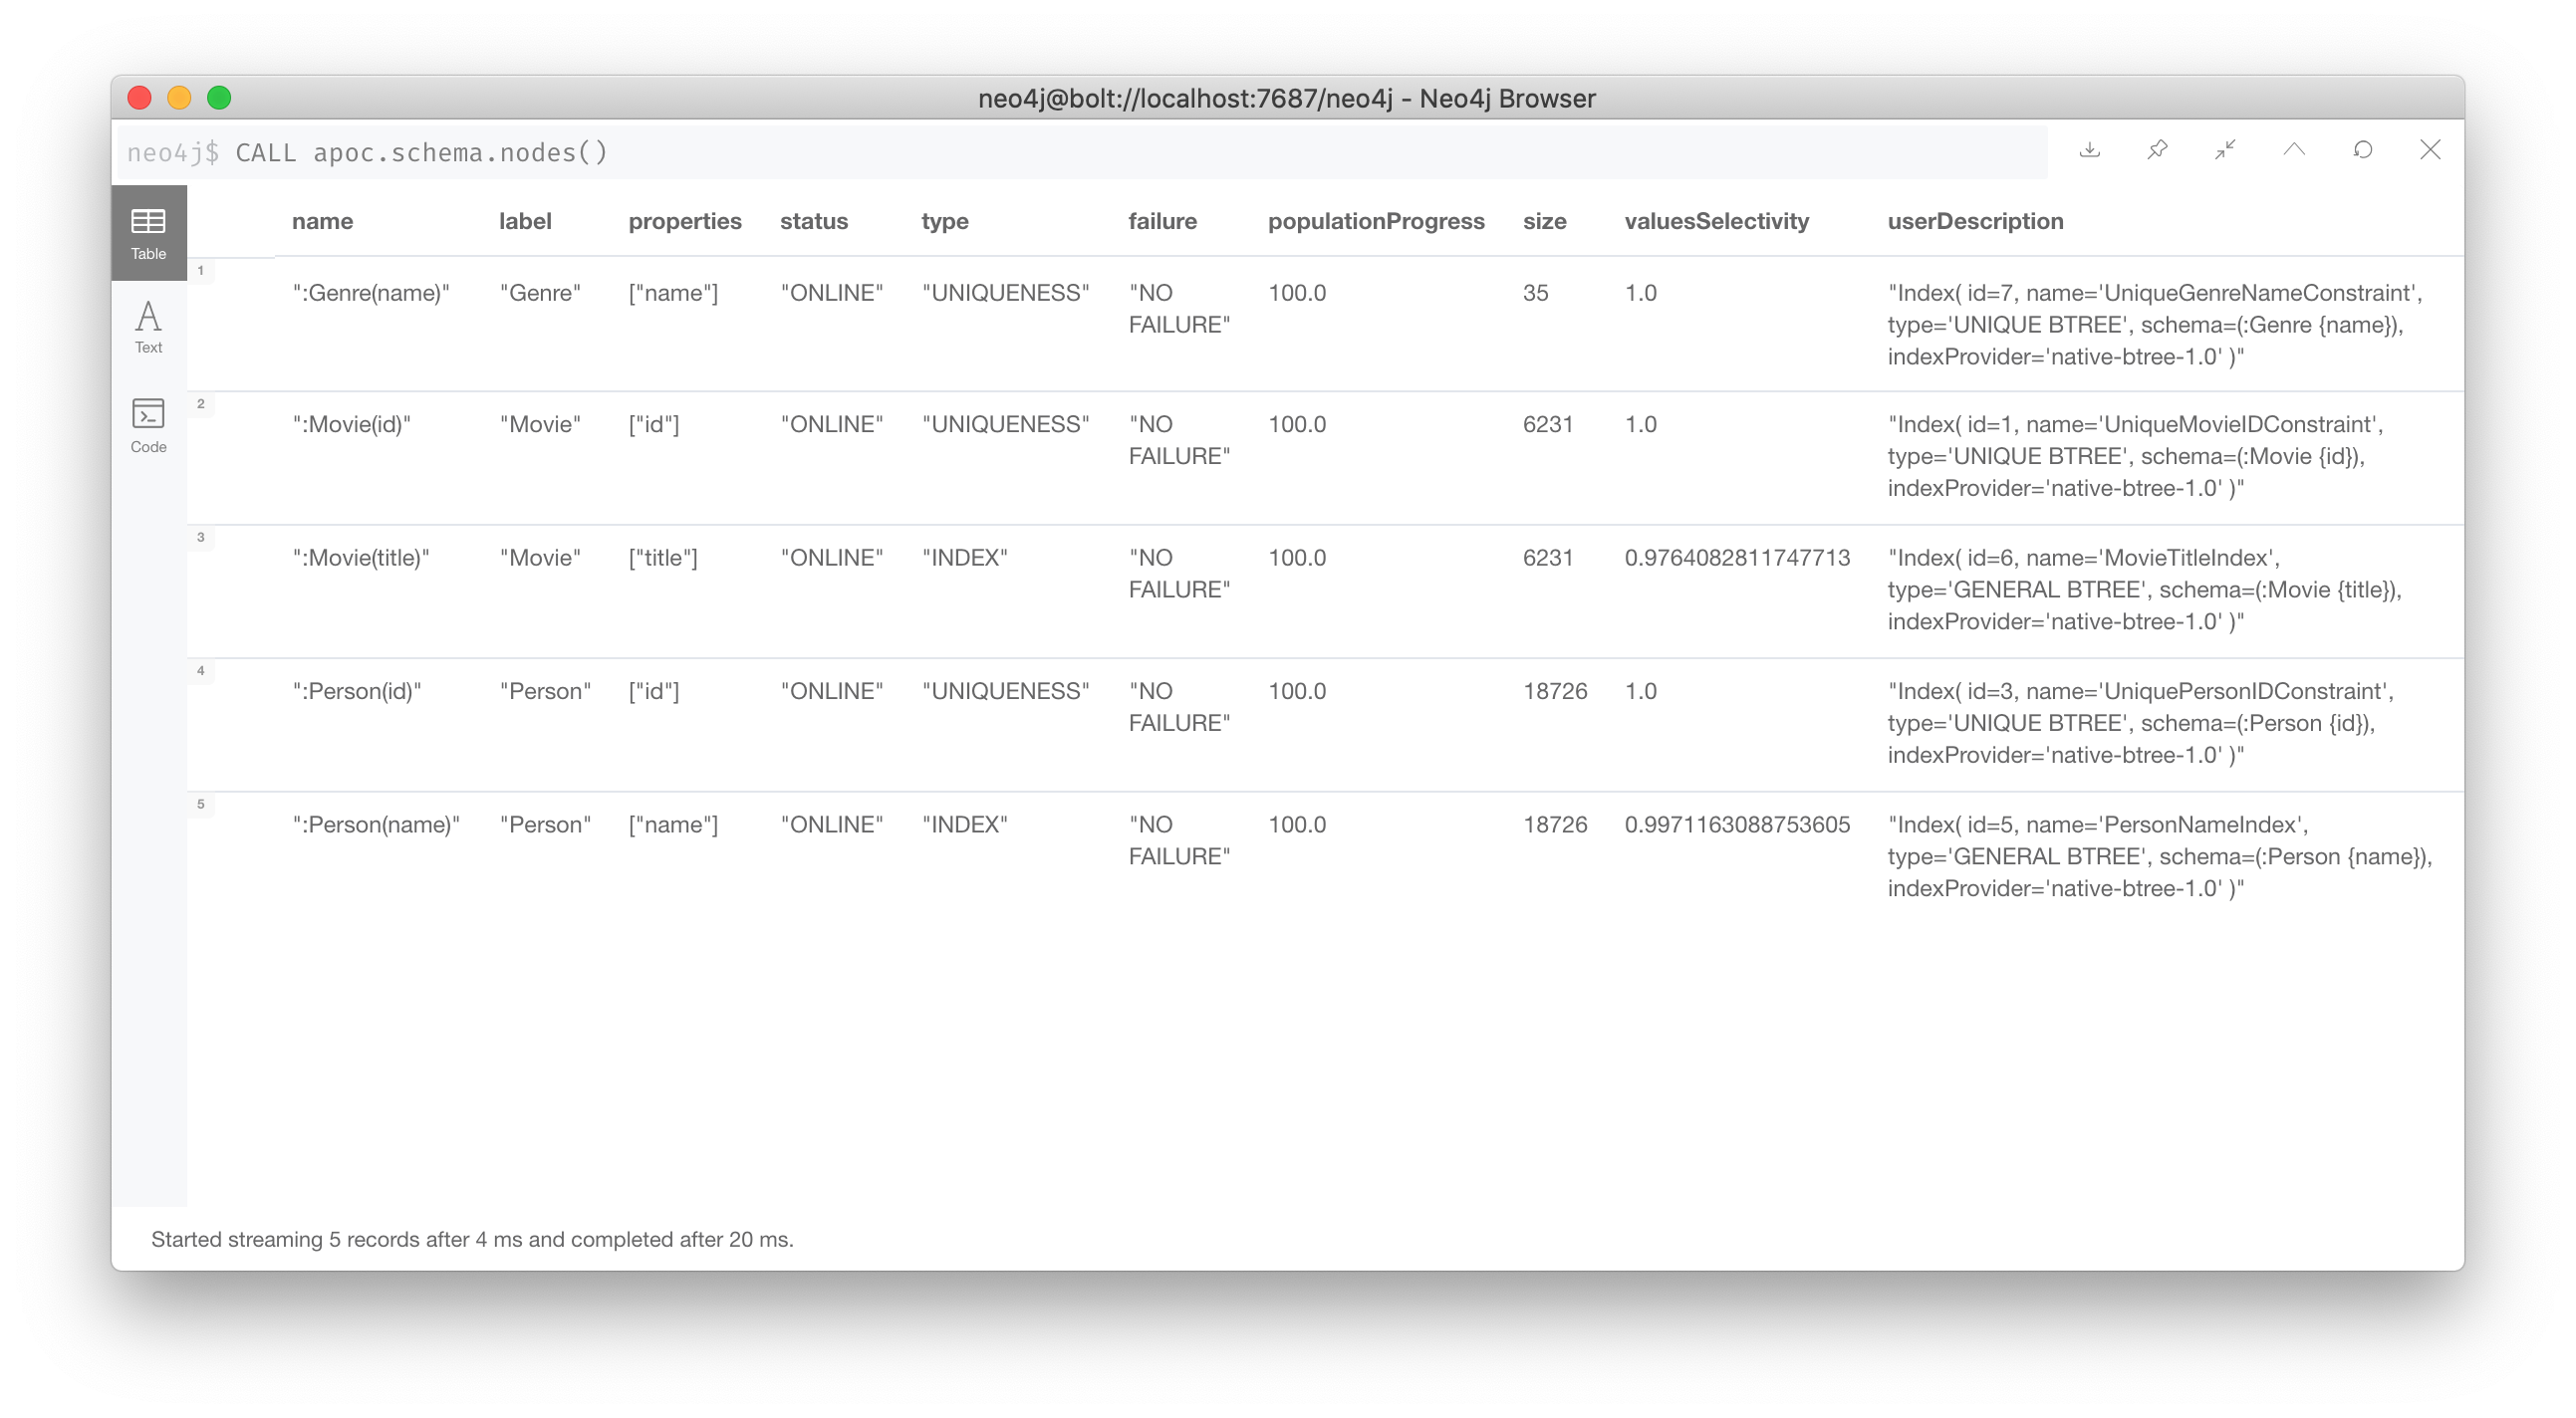 neo4j@bolt://localhost:7687/neo4j - Neo4j Browser
neo4j$ CALL apoc.schema.nodes()
Table
Text
Code
name label properties status type failure populationProgress size valuesSelectivity userDescription
1
":Genre(name)" "Genre" ["name"] "ONLINE" "UNIQUENESS" "NO 100.0 35 1.0 "Index( id=7, name='UniqueGenreNameConstraint',
FAILURE" type='UNIQUE BTREE', schema=(:Genre {name}),
indexProvider='native-btree-1.0' )"
2
":Movie(id)" "Movie" ["id"] "ONLINE" "UNIQUENESS" "NO 100.0 6231 1.0 "Index( id=1, name='UniqueMovieIDConstraint',
FAILURE" type='UNIQUE BTREE', schema=(:Movie {id}),
indexProvider='native-btree-1.0' )"
3
":Movie(title)" "Movie" ["title"] "ONLINE" "INDEX" "NO 100.0 6231 0.9764082811747713 "Index( id=6, name='MovieTitleIndex',
FAILURE" type='GENERAL BTREE', schema=(:Movie {title}),
indexProvider='native-btree-1.0' )"
4
":Person(id)" "Person" ["id"] "ONLINE" "UNIQUENESS" "NO 100.0 18726 1.0 "Index( id=3, name='UniquePersonIDConstraint',
FAILURE" type='UNIQUE BTREE', schema=(:Person {id}),
indexProvider='native-btree-1.0' )"
5
":Person(name)" "Person" ["name"] "ONLINE" "INDEX" "NO 100.0 18726 0.9971163088753605 "Index( id=5, name='PersonNameIndex',
FAILURE" type='GENERAL BTREE', schema=(:Person {name}),
indexProvider='native-btree-1.0' )"
Started streaming 5 records after 4 ms and completed after 20 ms.